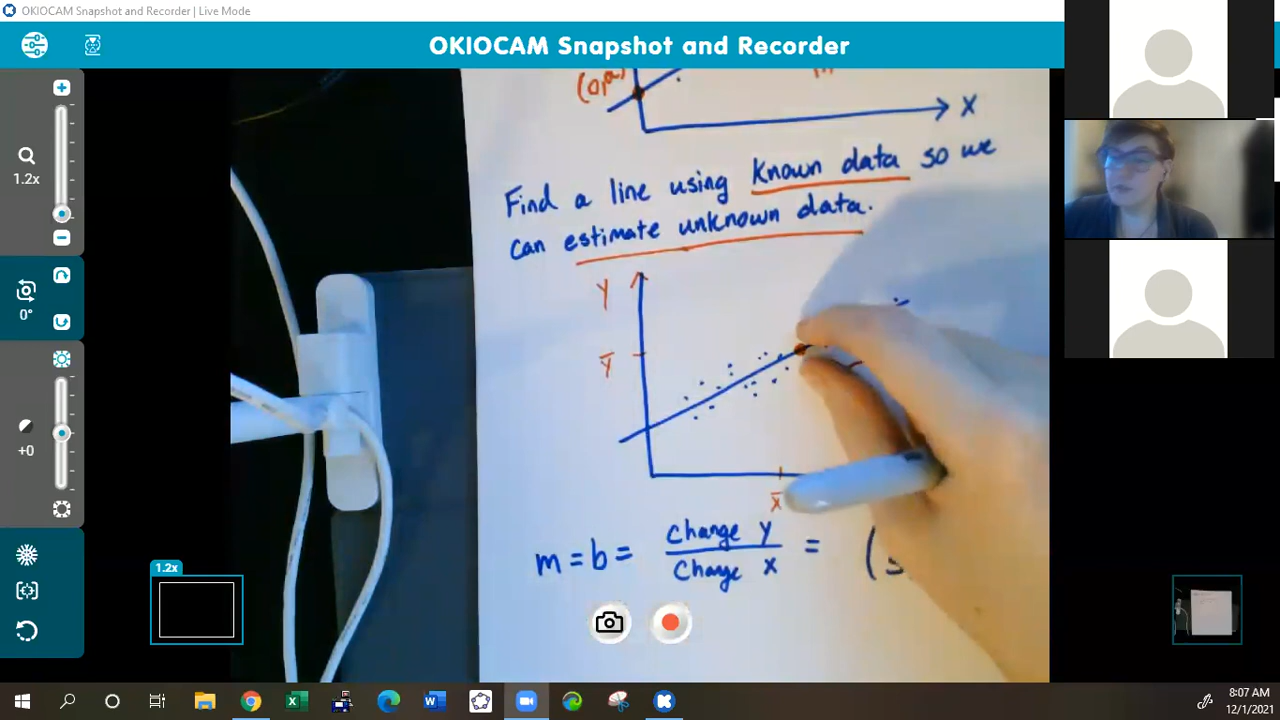 OKIOCAM Snapshot and Recorder | Live Mode
OKIOCAM Snapshot and Recorder
1.2x
0°
+0
X
Find a line using known data so we
can estimate unknown data.
Y
y̅
x̅
m = b = change y / change x = (
1.2x
8:07 AM
12/1/2021